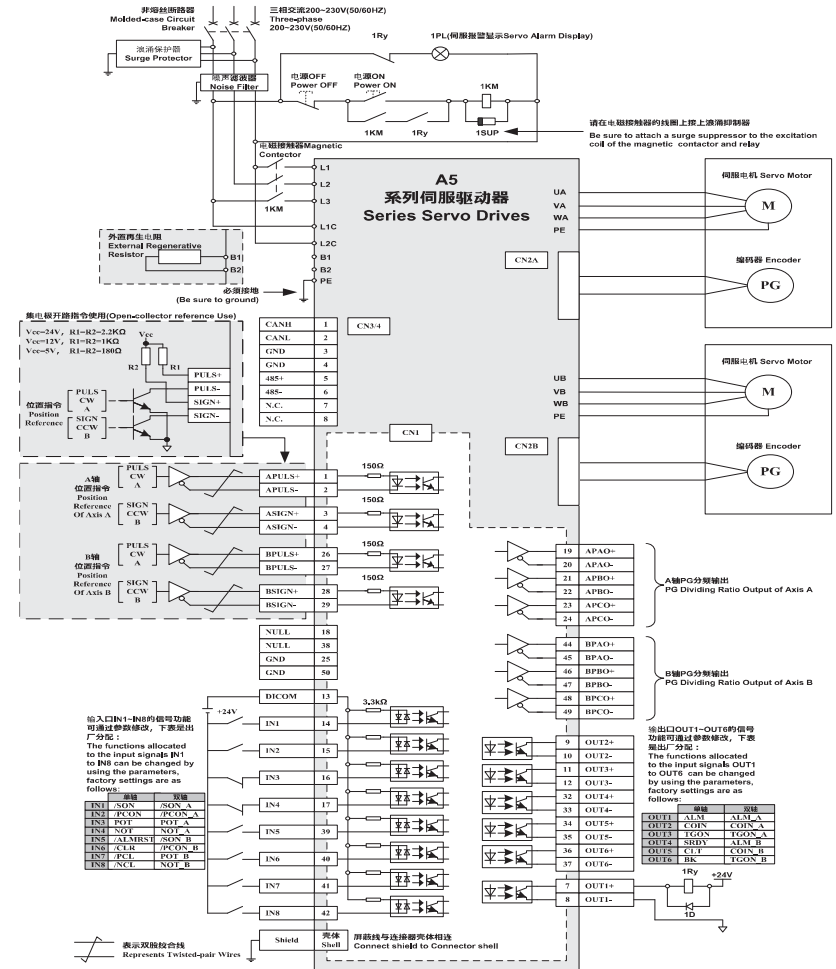 非熔丝断路器
Molded-case Circuit
Breaker
三相交流200~230V(50/60HZ)
Three-phase
200~230V(50/60HZ)
浪涌保护器
Surge Protector
噪声滤波器
Noise Filter
1Ry
1PL(伺服报警显示Servo Alarm Display)
电源OFF
Power OFF
电源ON
Power ON
1KM
1KM
1Ry
1SUP
请在电磁接触器的线圈上接上浪涌抑制器
Be sure to attach a surge suppressor to the excitation
coil of the magnetic contactor and relay
电磁接触器Magnetic
Contector
1KM
L1
L2
L3
L1C
L2C
B1
B2
PE
A5
系列伺服驱动器
Series Servo Drives
UA
VA
WA
PE
CN2A
伺服电机 Servo Motor
M
编码器 Encoder
PG
外置再生电阻
External Regenerative
Resistor
B1
B2
必须接地
(Be sure to ground)
集电极开路指令使用(Open-collector reference Use)
Vcc=24V, R1=R2=2.2KΩ
Vcc=12V, R1=R2=1KΩ
Vcc=5V, R1=R2=180Ω
Vcc
R2
R1
PULS+
PULS-
SIGN+
SIGN-
位置指令
Position
Reference
PULS
CW
A
SIGN
CCW
B
CANH 1
CANL 2
GND 3
GND 4
485+ 5
485- 6
N.C. 7
N.C. 8
CN3/4
CN1
UB
VB
WB
PE
CN2B
伺服电机 Servo Motor
M
编码器 Encoder
PG
A轴
位置指令
Position
Reference
Of Axis A
PULS
CW
A
SIGN
CCW
B
APULS+ 1
APULS- 2
ASIGN+ 3
ASIGN- 4
150Ω
150Ω
B轴
位置指令
Position
Reference
Of Axis B
PULS
CW
A
SIGN
CCW
B
BPULS+ 26
BPULS- 27
BSIGN+ 28
BSIGN- 29
150Ω
150Ω
19 APAO+
20 APAO-
21 APBO+
22 APBO-
23 APCO+
24 APCO-
A轴PG分频输出
PG Dividing Ratio Output of Axis A
44 BPAO+
45 BPAO-
46 BPBO+
47 BPBO-
48 BPCO+
49 BPCO-
B轴PG分频输出
PG Dividing Ratio Output of Axis B
NULL 18
NULL 38
GND 25
GND 50
DICOM 13
+24V
3.3kΩ
IN1 14
IN2 15
IN3 16
IN4 17
IN5 39
IN6 40
IN7 41
IN8 42
输入口IN1~IN8的信号功能
可通过参数修改，下表是出
厂分配：
The functions allocated
to the input signals IN1
to IN8 can be changed by
using the parameters,
factory settings are as
follows:
单轴 双轴
IN1 /SON /SON_A
IN2 /PCON /PCON_A
IN3 POT POT_A
IN4 NOT NOT_A
IN5 /ALMRST /SON_B
IN6 /CLR /PCON_B
IN7 /PCL POT_B
IN8 /NCL NOT_B
9 OUT2+
10 OUT2-
11 OUT3+
12 OUT3-
32 OUT4+
33 OUT4-
34 OUT5+
35 OUT5-
36 OUT6+
37 OUT6-
7 OUT1+
8 OUT1-
输出口OUT1~OUT6的信号
功能可通过参数修改，下表
是出厂分配：
The functions allocated
to the input signals OUT1
to OUT6 can be changed
by using the parameters,
factory settings are as
follows:
单轴 双轴
OUT1 ALM ALM_A
OUT2 COIN COIN_A
OUT3 TGON TGON_A
OUT4 SRDY ALM_B
OUT5 CLT COIN_B
OUT6 BK TGON_B
1Ry
+24V
1D
Shield
壳体
Shell
屏蔽线与连接器壳体相连
Connect shield to Connector shell
表示双股绞合线
Represents Twisted-pair Wires